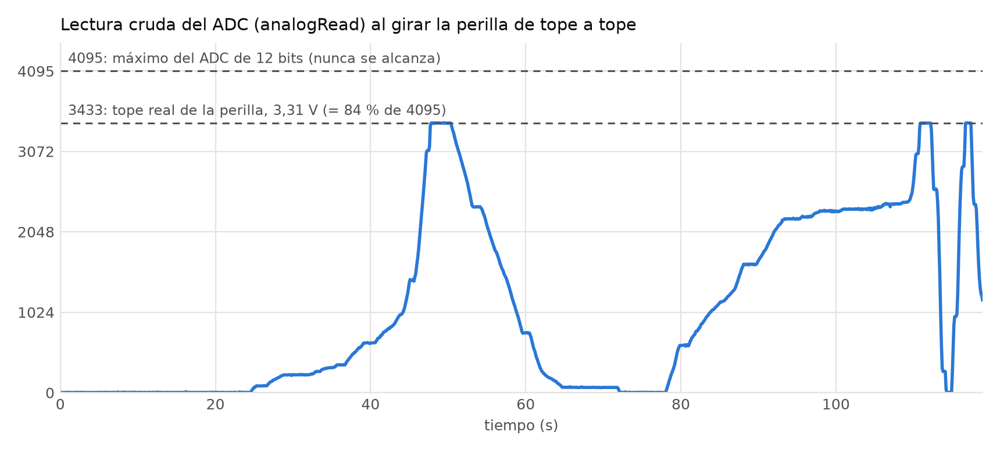 Lectura cruda del ADC (analogRead) al girar la perilla de tope a tope
4095: máximo del ADC de 12 bits (nunca se alcanza)
4095
3433: tope real de la perilla, 3,31 V (= 84 % de 4095)
3072
2048
1024
0
0 20 40 60 80 100
tiempo (s)